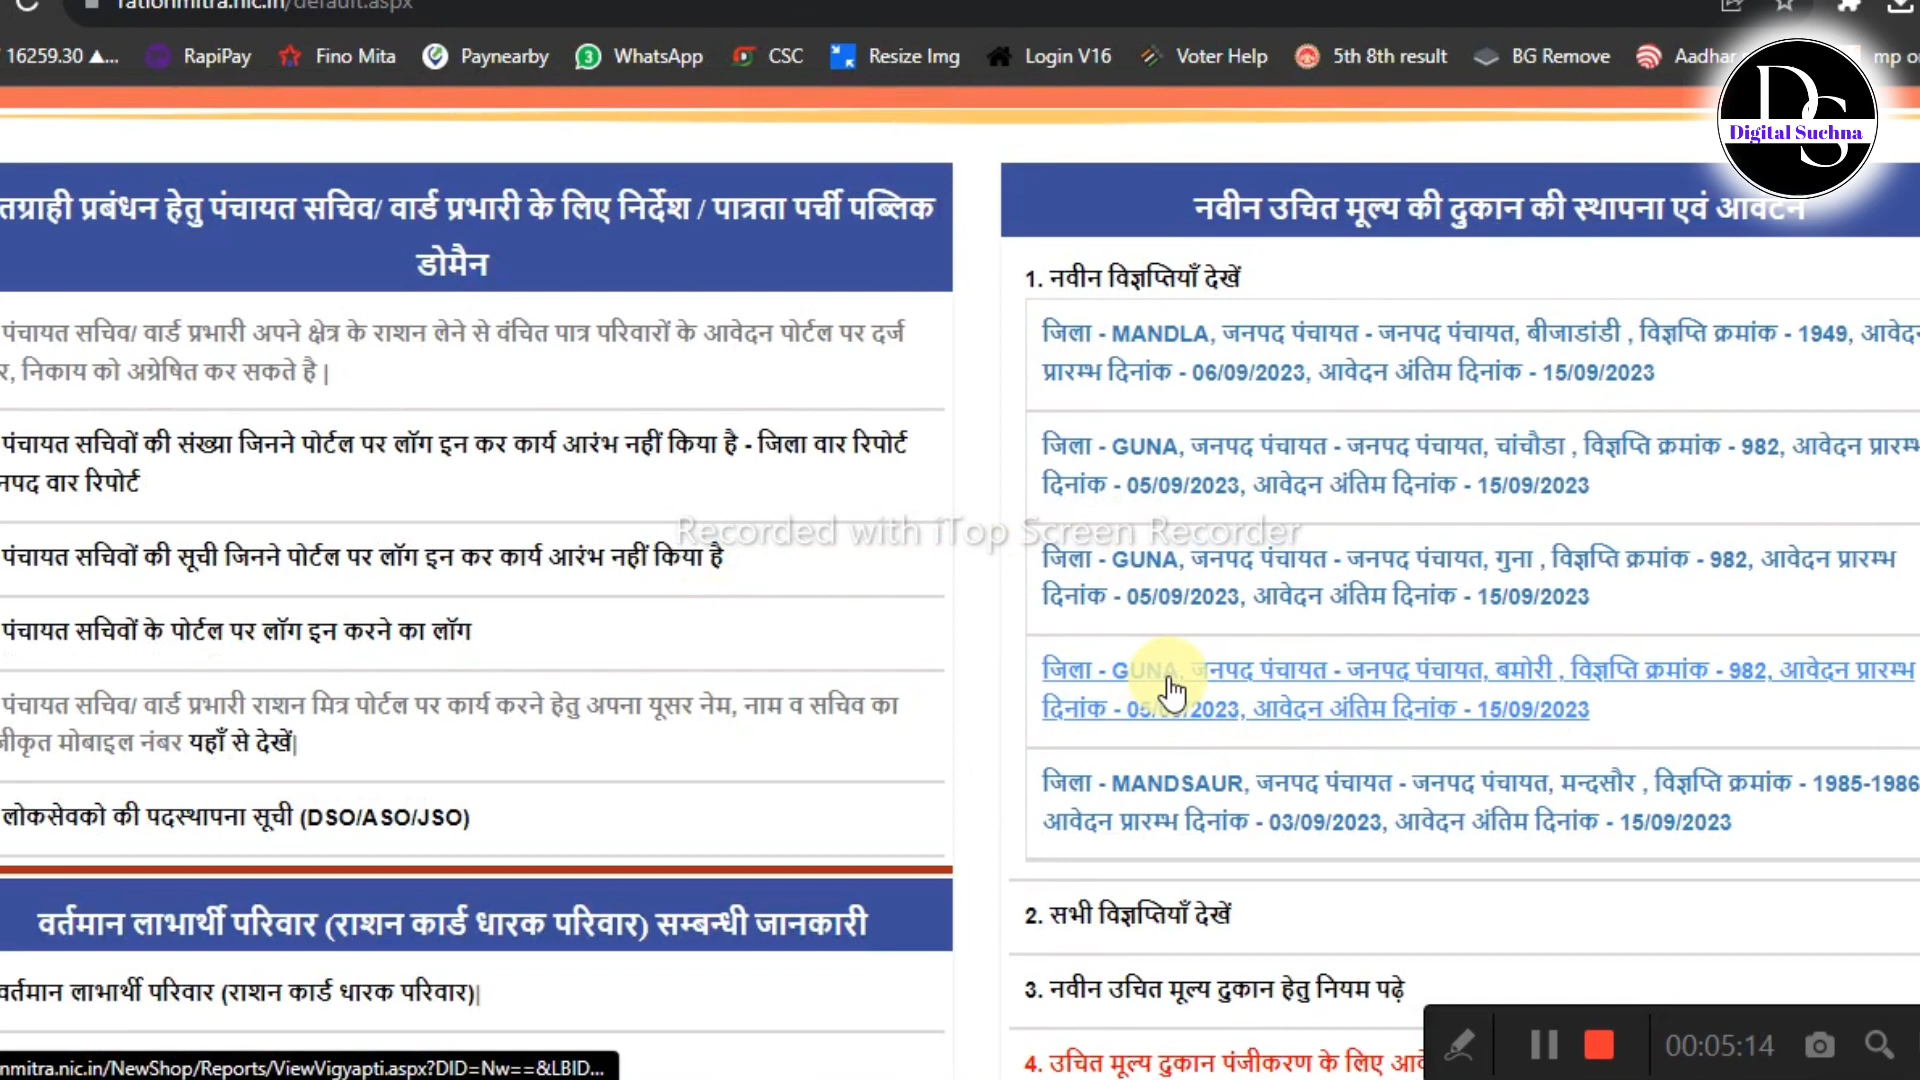 rationmitra.nic.in/default.aspx
16259.30 ▲... RapiPay Fino Mita Paynearby 3 WhatsApp CSC Resize Img Login V16 Voter Help 5th 8th result BG Remove Aadhar mp
DS
Digital Suchna
तग्राही प्रबंधन हेतु पंचायत सचिव/ वार्ड प्रभारी के लिए निर्देश / पात्रता पर्ची पब्लिक
डोमैन
पंचायत सचिव/ वार्ड प्रभारी अपने क्षेत्र के राशन लेने से वंचित पात्र परिवारों के आवेदन पोर्टल पर दर्ज
र, निकाय को अग्रेषित कर सकते है |
पंचायत सचिवों की संख्या जिनने पोर्टल पर लॉग इन कर कार्य आरंभ नहीं किया है - जिला वार रिपोर्ट
नपद वार रिपोर्ट
पंचायत सचिवों की सूची जिनने पोर्टल पर लॉग इन कर कार्य आरंभ नहीं किया है
पंचायत सचिवों के पोर्टल पर लॉग इन करने का लॉग
पंचायत सचिव/ वार्ड प्रभारी राशन मित्र पोर्टल पर कार्य करने हेतु अपना यूसर नेम, नाम व सचिव का
जीकृत मोबाइल नंबर यहाँ से देखें|
लोकसेवको की पदस्थापना सूची (DSO/ASO/JSO)
वर्तमान लाभार्थी परिवार (राशन कार्ड धारक परिवार) सम्बन्धी जानकारी
वर्तमान लाभार्थी परिवार (राशन कार्ड धारक परिवार)|
nmitra.nic.in/NewShop/Reports/ViewVigyapti.aspx?DID=Nw==&LBID...
नवीन उचित मूल्य की दुकान की स्थापना एवं आवंटन
1. नवीन विज्ञप्तियाँ देखें
जिला - MANDLA, जनपद पंचायत - जनपद पंचायत, बीजाडांडी , विज्ञप्ति क्रमांक - 1949, आवेदन
प्रारम्भ दिनांक - 06/09/2023, आवेदन अंतिम दिनांक - 15/09/2023
जिला - GUNA, जनपद पंचायत - जनपद पंचायत, चांचौडा , विज्ञप्ति क्रमांक - 982, आवेदन प्रारम्भ
दिनांक - 05/09/2023, आवेदन अंतिम दिनांक - 15/09/2023
Recorded with iTop Screen Recorder
जिला - GUNA, जनपद पंचायत - जनपद पंचायत, गुना , विज्ञप्ति क्रमांक - 982, आवेदन प्रारम्भ
दिनांक - 05/09/2023, आवेदन अंतिम दिनांक - 15/09/2023
जिला - GUNA, जनपद पंचायत - जनपद पंचायत, बमोरी , विज्ञप्ति क्रमांक - 982, आवेदन प्रारम्भ
दिनांक - 05/09/2023, आवेदन अंतिम दिनांक - 15/09/2023
जिला - MANDSAUR, जनपद पंचायत - जनपद पंचायत, मन्दसौर , विज्ञप्ति क्रमांक - 1985-1986
आवेदन प्रारम्भ दिनांक - 03/09/2023, आवेदन अंतिम दिनांक - 15/09/2023
2. सभी विज्ञप्तियाँ देखें
3. नवीन उचित मूल्य दुकान हेतु नियम पढ़े
4. उचित मूल्य दुकान पंजीकरण के लिए
00:05:14